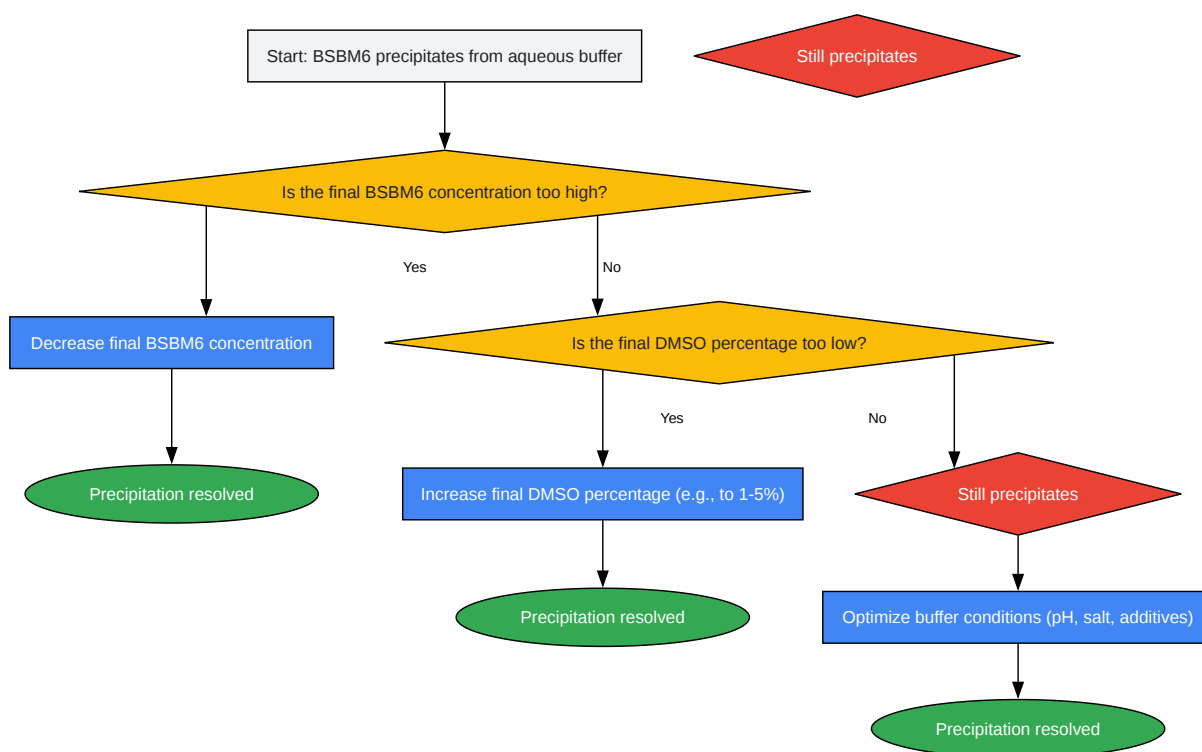 Start: BSBM6 precipitates from aqueous buffer
Still precipitates
Is the final BSBM6 concentration too high?
Yes
No
Decrease final BSBM6 concentration
Is the final DMSO percentage too low?
Yes
No
Precipitation resolved
Increase final DMSO percentage (e.g., to 1-5%)
Still precipitates
Precipitation resolved
Optimize buffer conditions (pH, salt, additives)
Precipitation resolved